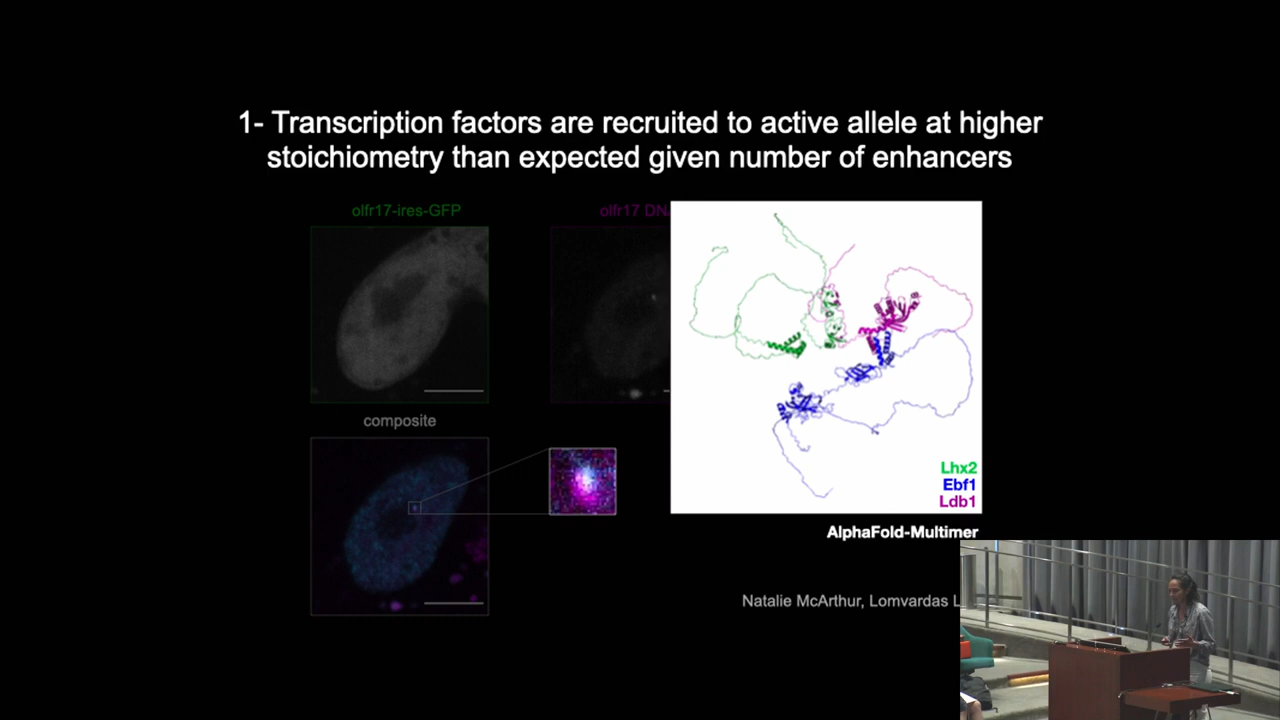 1- Transcription factors are recruited to active allele at higher
stoichiometry than expected given number of enhancers
olfr17-ires-GFP
olfr17 DN
composite
Lhx2
Ebf1
Ldb1
AlphaFold-Multimer
Natalie McArthur, Lomvardas L